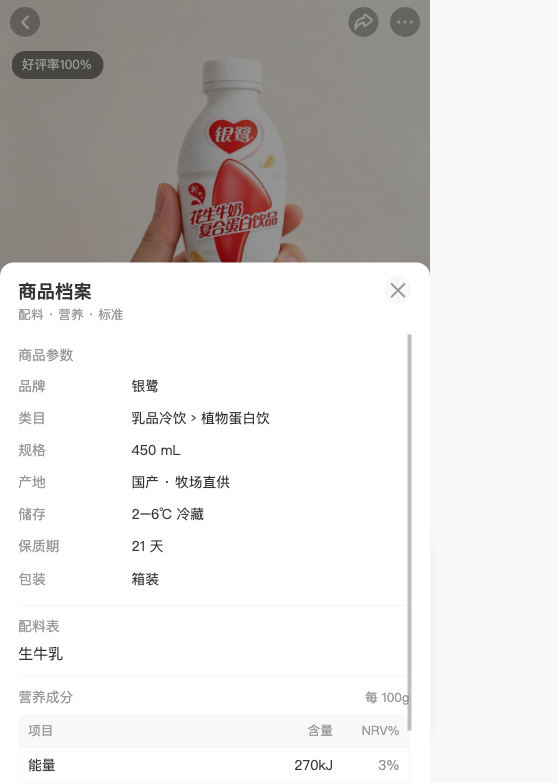 好评率100%
银鹭
花生牛奶
复合蛋白饮品
商品档案
配料 · 营养 · 标准
商品参数
品牌 银鹭
类目 乳品冷饮 > 植物蛋白饮
规格 450 mL
产地 国产 · 牧场直供
储存 2–6℃ 冷藏
保质期 21 天
包装 箱装
配料表
生牛乳
营养成分 每 100g
项目 含量 NRV%
能量 270kJ 3%